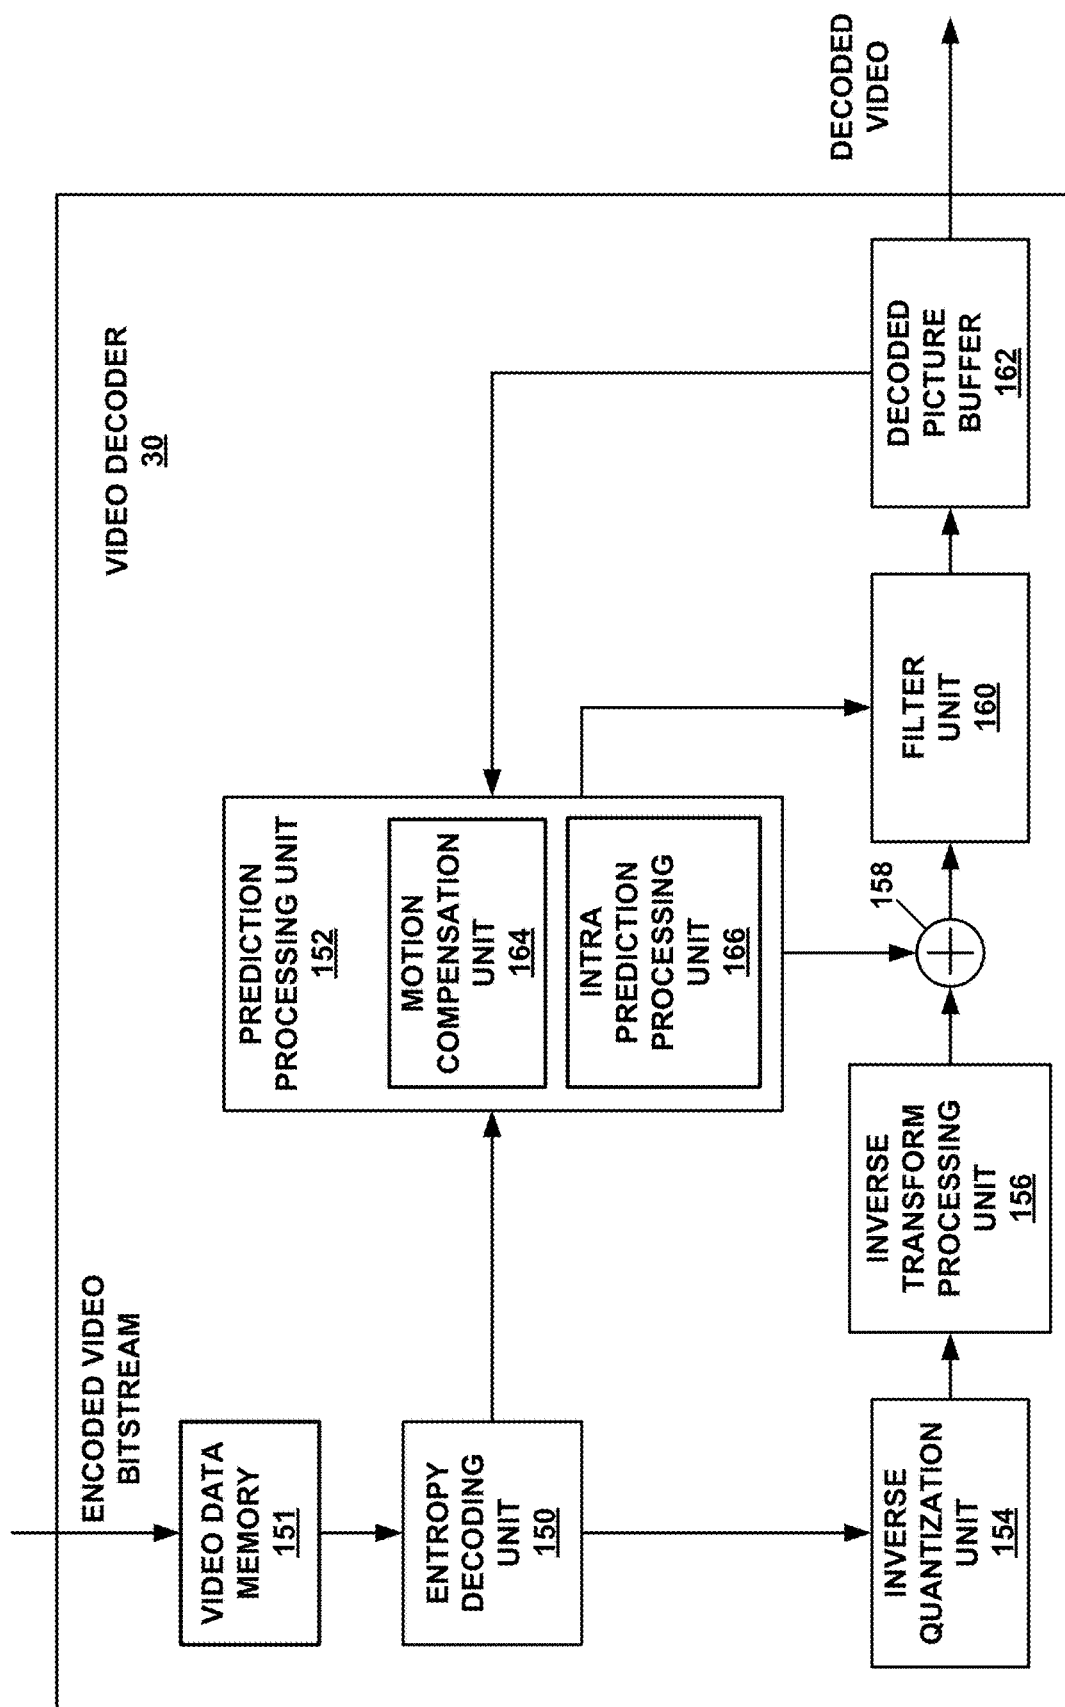 ENCODED VIDEO
BITSTREAM
VIDEO DECODER
30
VIDEO DATA
MEMORY
151
ENTROPY
DECODING
UNIT
150
PREDICTION
PROCESSING UNIT
152
MOTION
COMPENSATION
UNIT
164
INTRA
PREDICTION
PROCESSING
UNIT
166
INVERSE
QUANTIZATION
UNIT
154
INVERSE
TRANSFORM
PROCESSING
UNIT
156
158
FILTER
UNIT
160
DECODED
PICTURE
BUFFER
162
DECODED
VIDEO